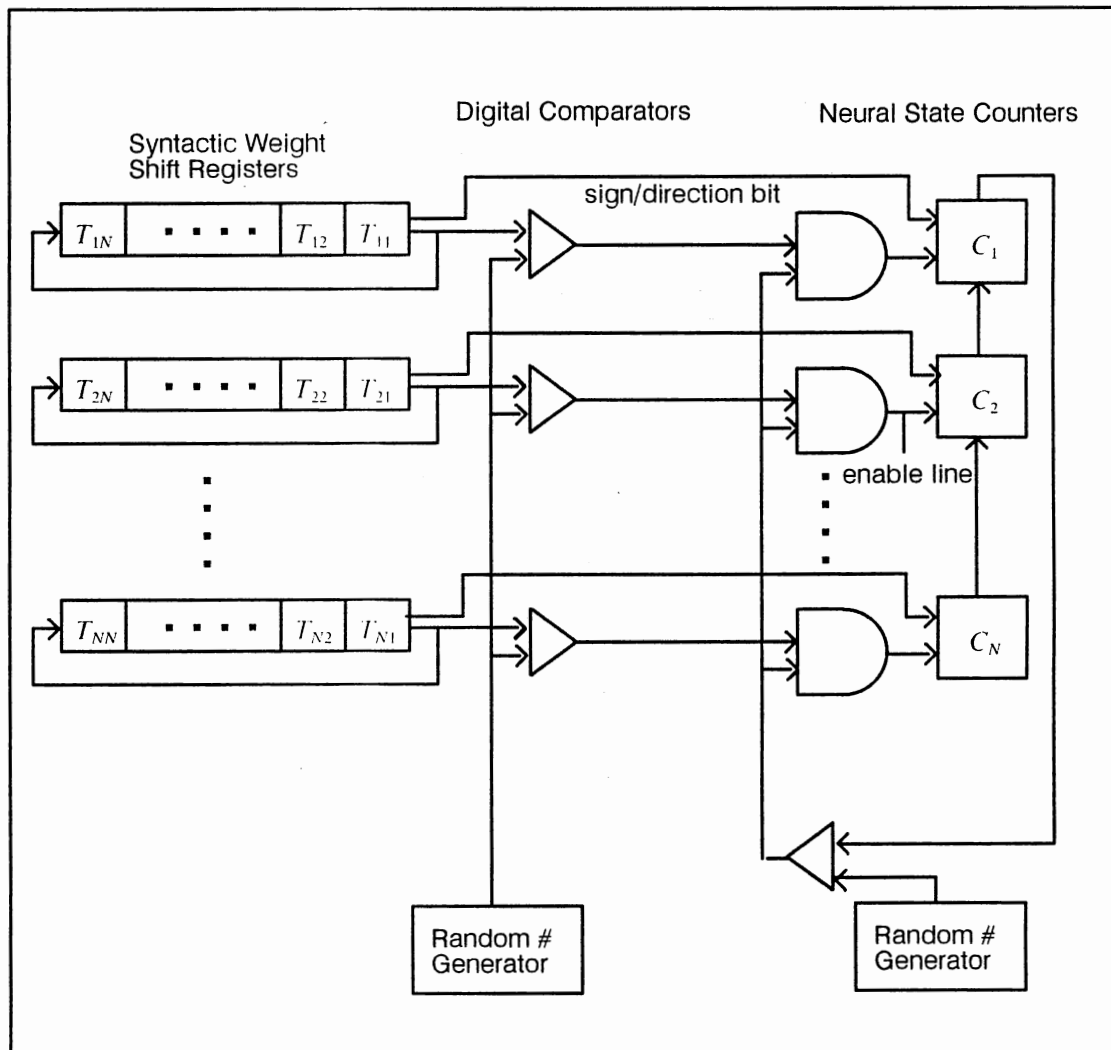 Digital Comparators
Neural State Counters
Syntactic Weight
Shift Registers
sign/direction bit
T1N T12 T11
C1
T2N T22 T21
C2
enable line
TNN TN2 TN1
CN
Random #
Generator
Random #
Generator